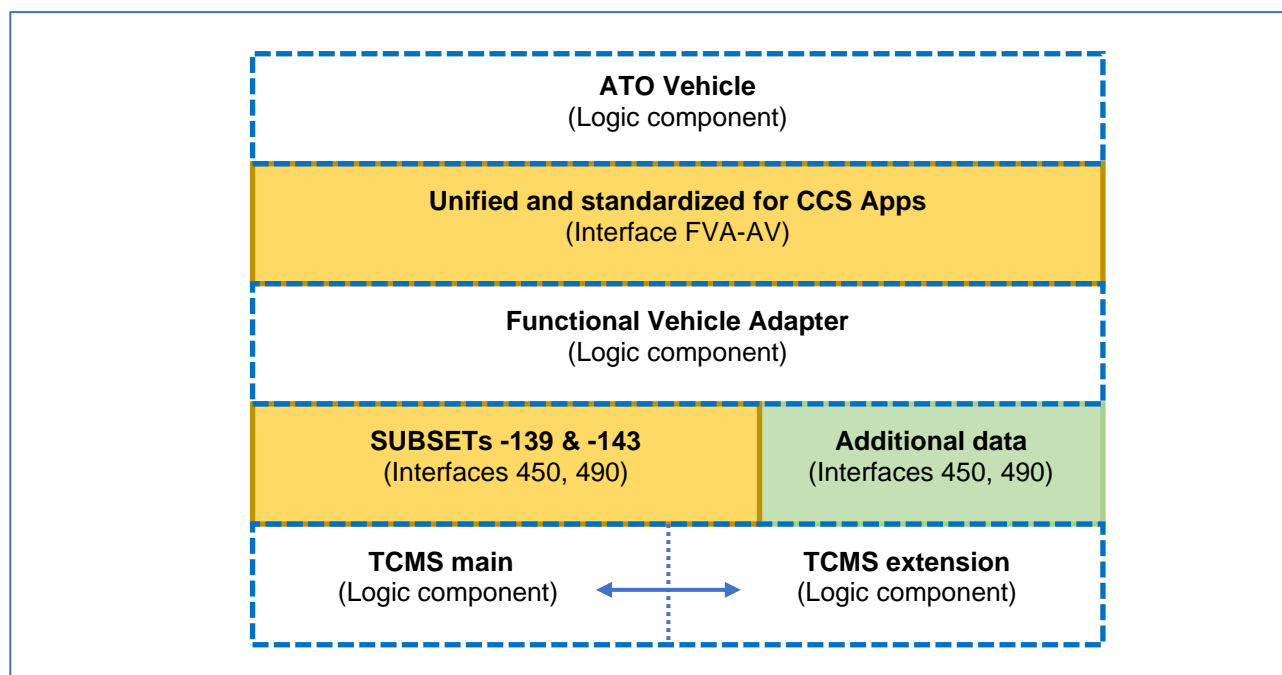 ATO Vehicle
(Logic component)
Unified and standardized for CCS Apps
(Interface FVA-AV)
Functional Vehicle Adapter
(Logic component)
SUBSETs -139 & -143
(Interfaces 450, 490)
Additional data
(Interfaces 450, 490)
TCMS main
(Logic component)
TCMS extension
(Logic component)